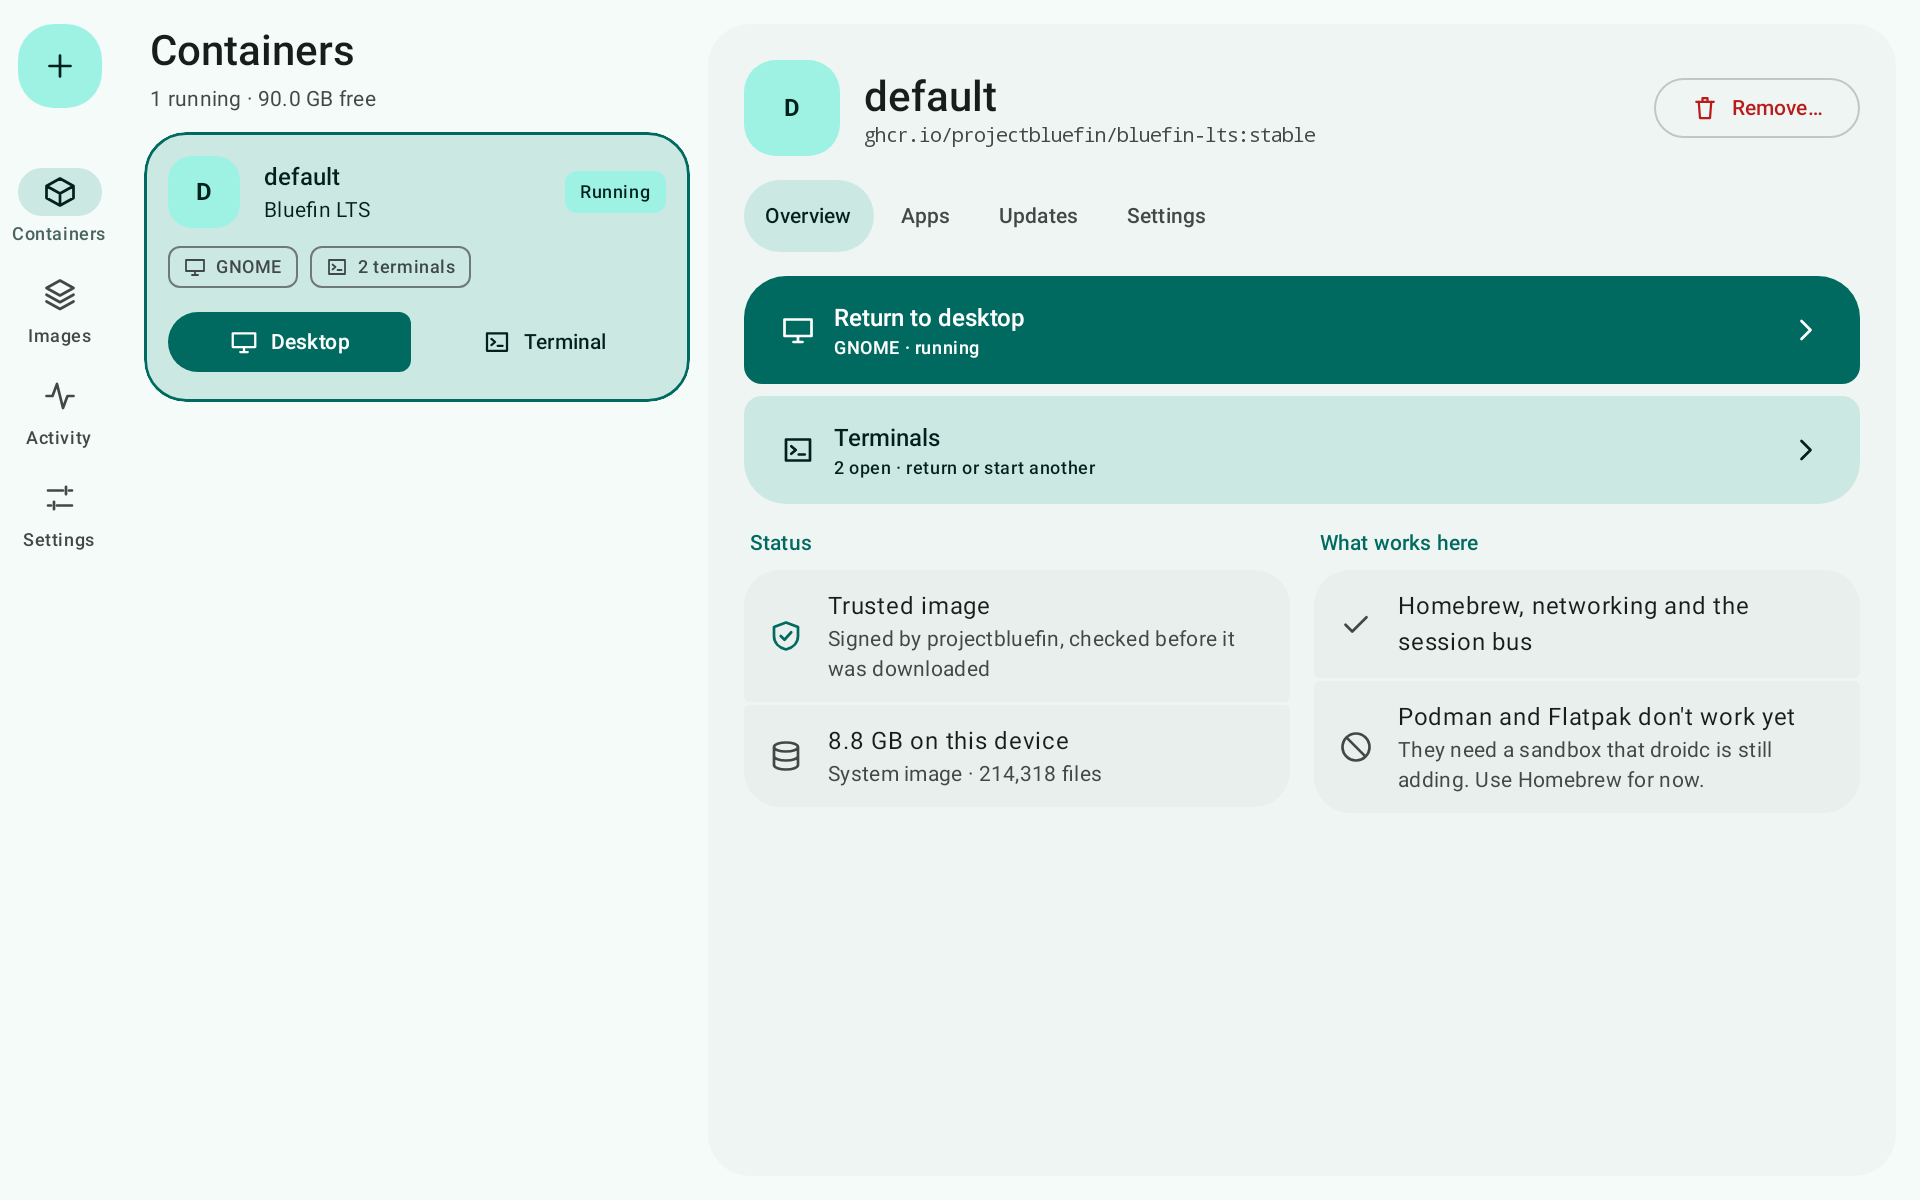 Containers
Images
Activity
Settings
Containers
1 running · 90.0 GB free
D
default
Bluefin LTS
Running
GNOME
2 terminals
Desktop
Terminal
D
default
ghcr.io/projectbluefin/bluefin-lts:stable
Remove…
Overview
Apps
Updates
Settings
Return to desktop
GNOME · running
Terminals
2 open · return or start another
Status
Trusted image
Signed by projectbluefin, checked before it
was downloaded
8.8 GB on this device
System image · 214,318 files
What works here
Homebrew, networking and the
session bus
Podman and Flatpak don't work yet
They need a sandbox that droidc is still
adding. Use Homebrew for now.